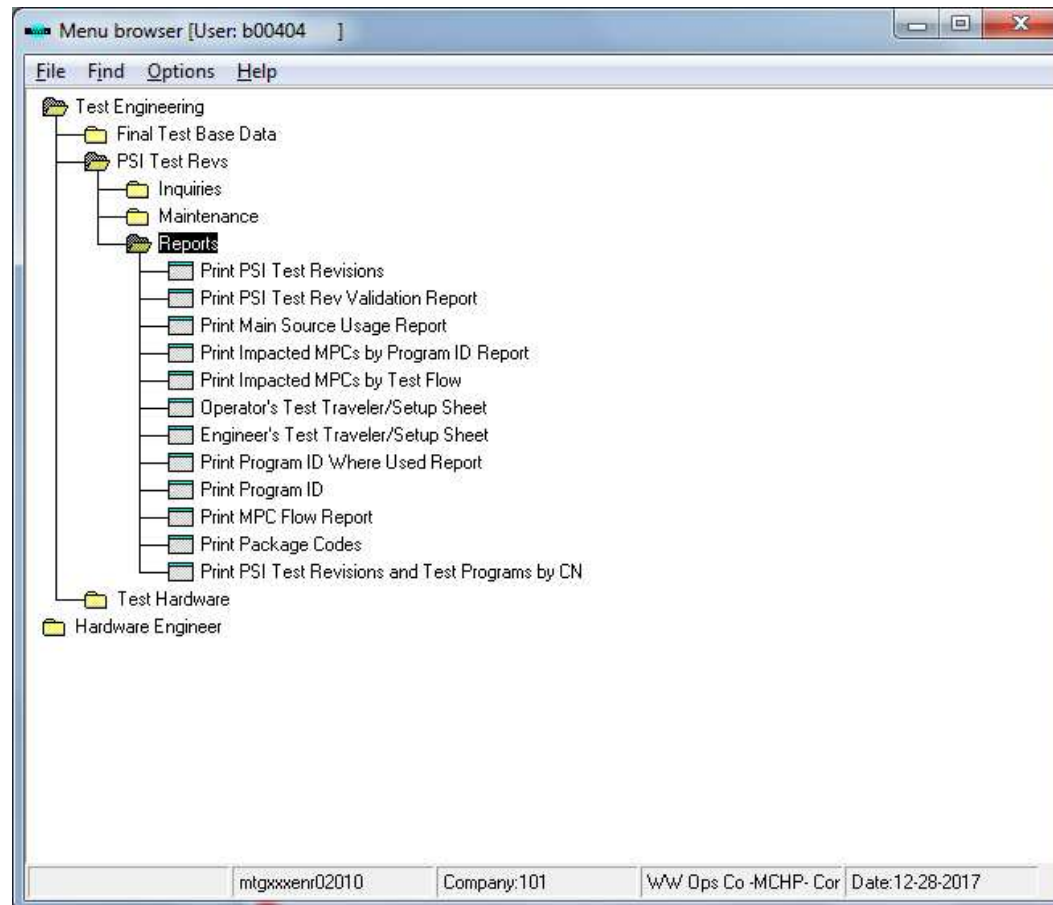 Menu browser [User: b00404 ]
File Find Options Help
Test Engineering
Final Test Base Data
PSI Test Revs
Inquiries
Maintenance
Reports
Print PSI Test Revisions
Print PSI Test Rev Validation Report
Print Main Source Usage Report
Print Impacted MPCs by Program ID Report
Print Impacted MPCs by Test Flow
Operator's Test Traveler/Setup Sheet
Engineer's Test Traveler/Setup Sheet
Print Program ID Where Used Report
Print Program ID
Print MPC Flow Report
Print Package Codes
Print PSI Test Revisions and Test Programs by CN
Test Hardware
Hardware Engineer
mtgxxxenr02010 Company:101 WW Ops Co -MCHP- Cor Date:12-28-2017